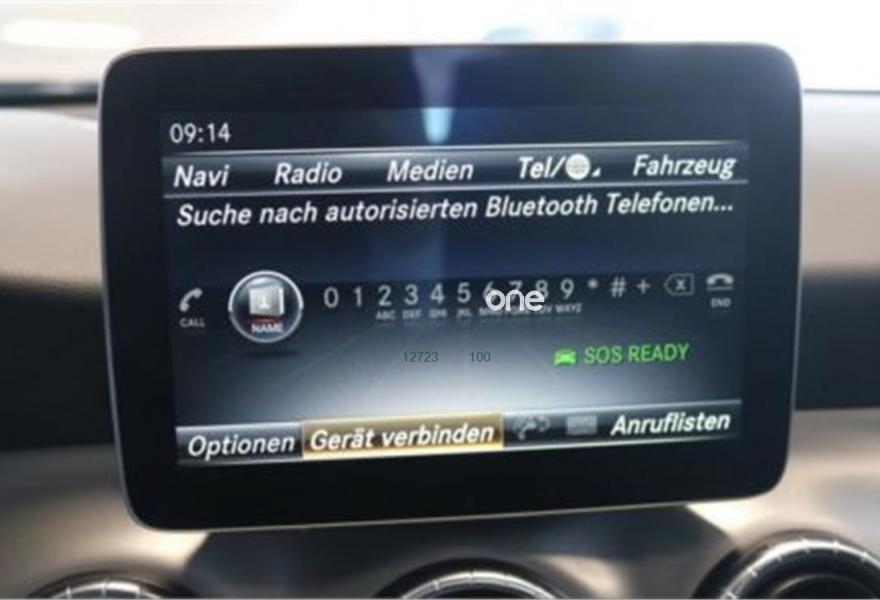 09:14
Navi Radio Medien Tel/ Fahrzeug
Suche nach autorisierten Bluetooth Telefonen...
0 1 2 3 4 5 6 7 8 9 * # +
CALL NAME ABC DEF GHI JKL WXYZ END
one
12723 100
SOS READY
Optionen Gerät verbinden Anruflisten